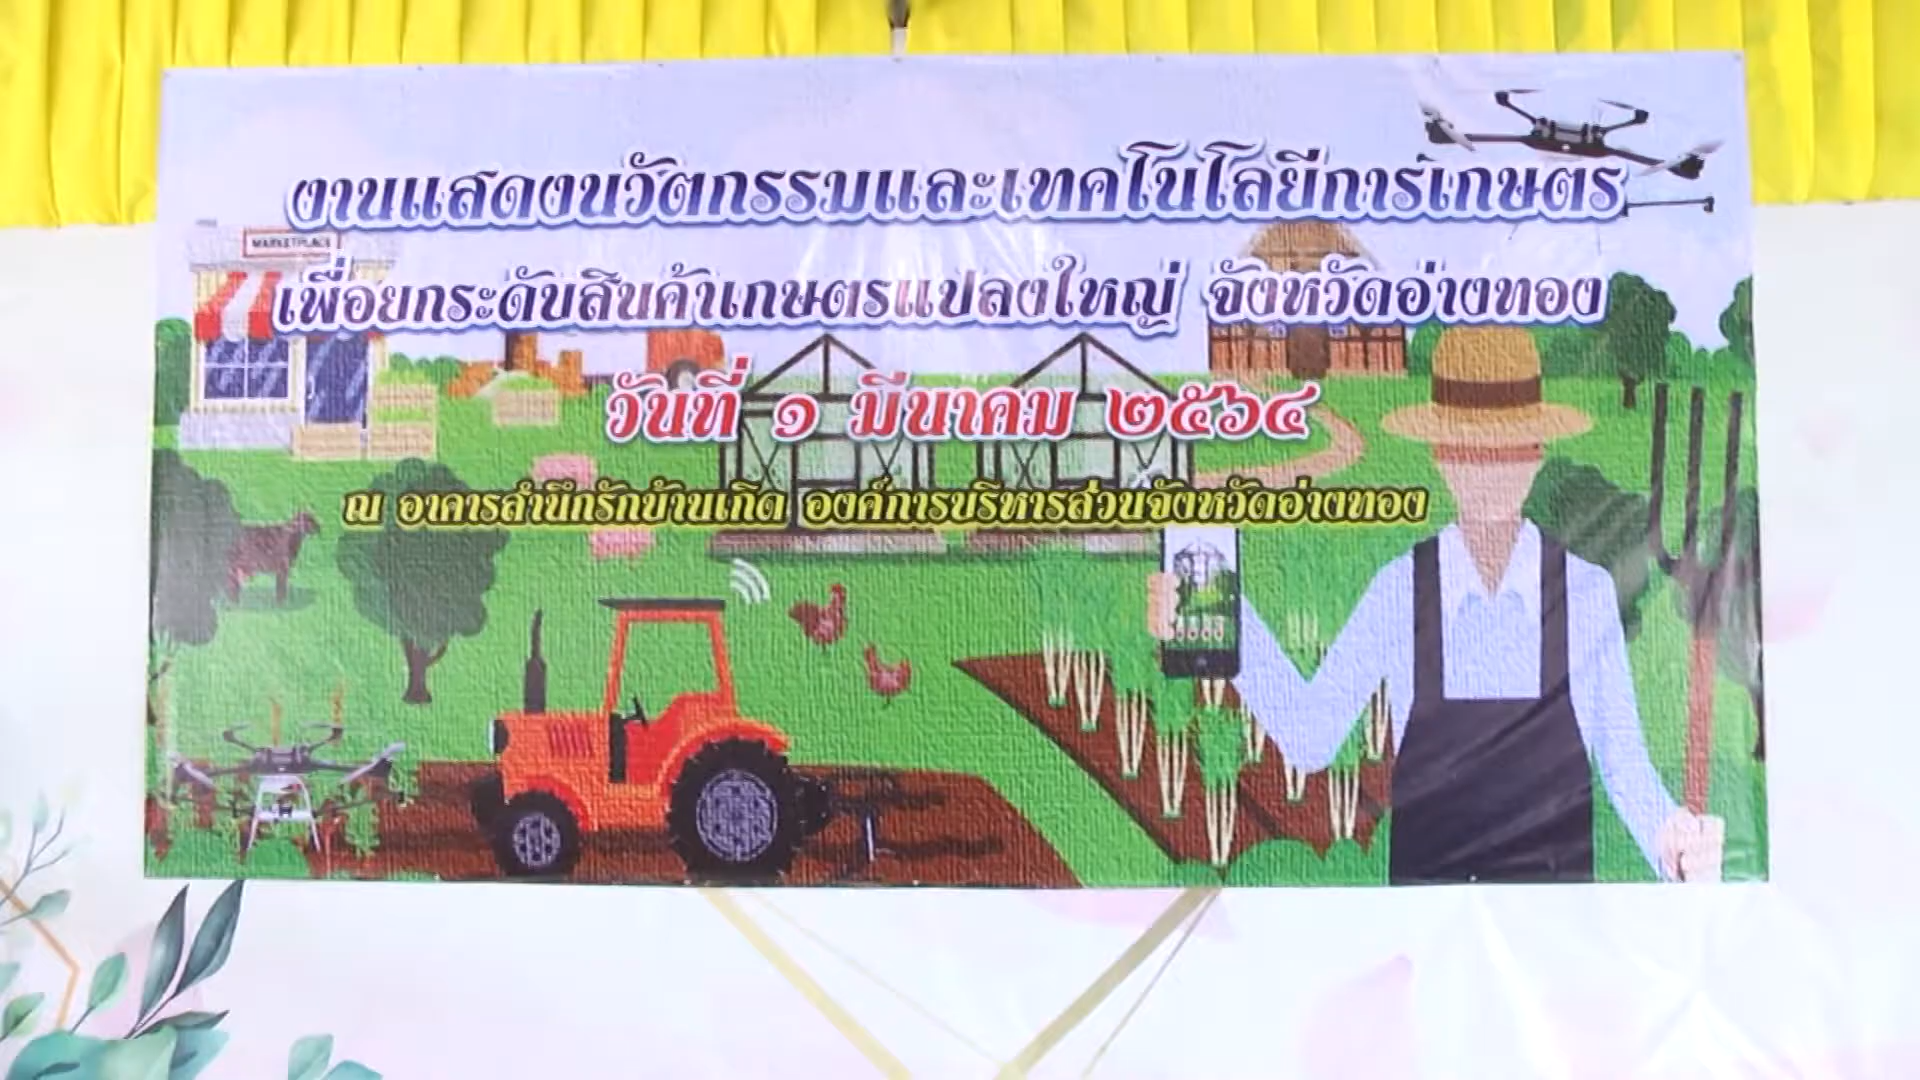 งานแสดงนวัตกรรมและเทคโนโลยีการเกษตร
MARKETPLACE
เพื่อยกระดับสินค้าเกษตรแปลงใหญ่ จังหวัดอ่างทอง
วันที่ ๑ มีนาคม ๒๕๖๔
ณ อาคารสำนึกรักบ้านเกิด องค์การบริหารส่วนจังหวัดอ่างทอง